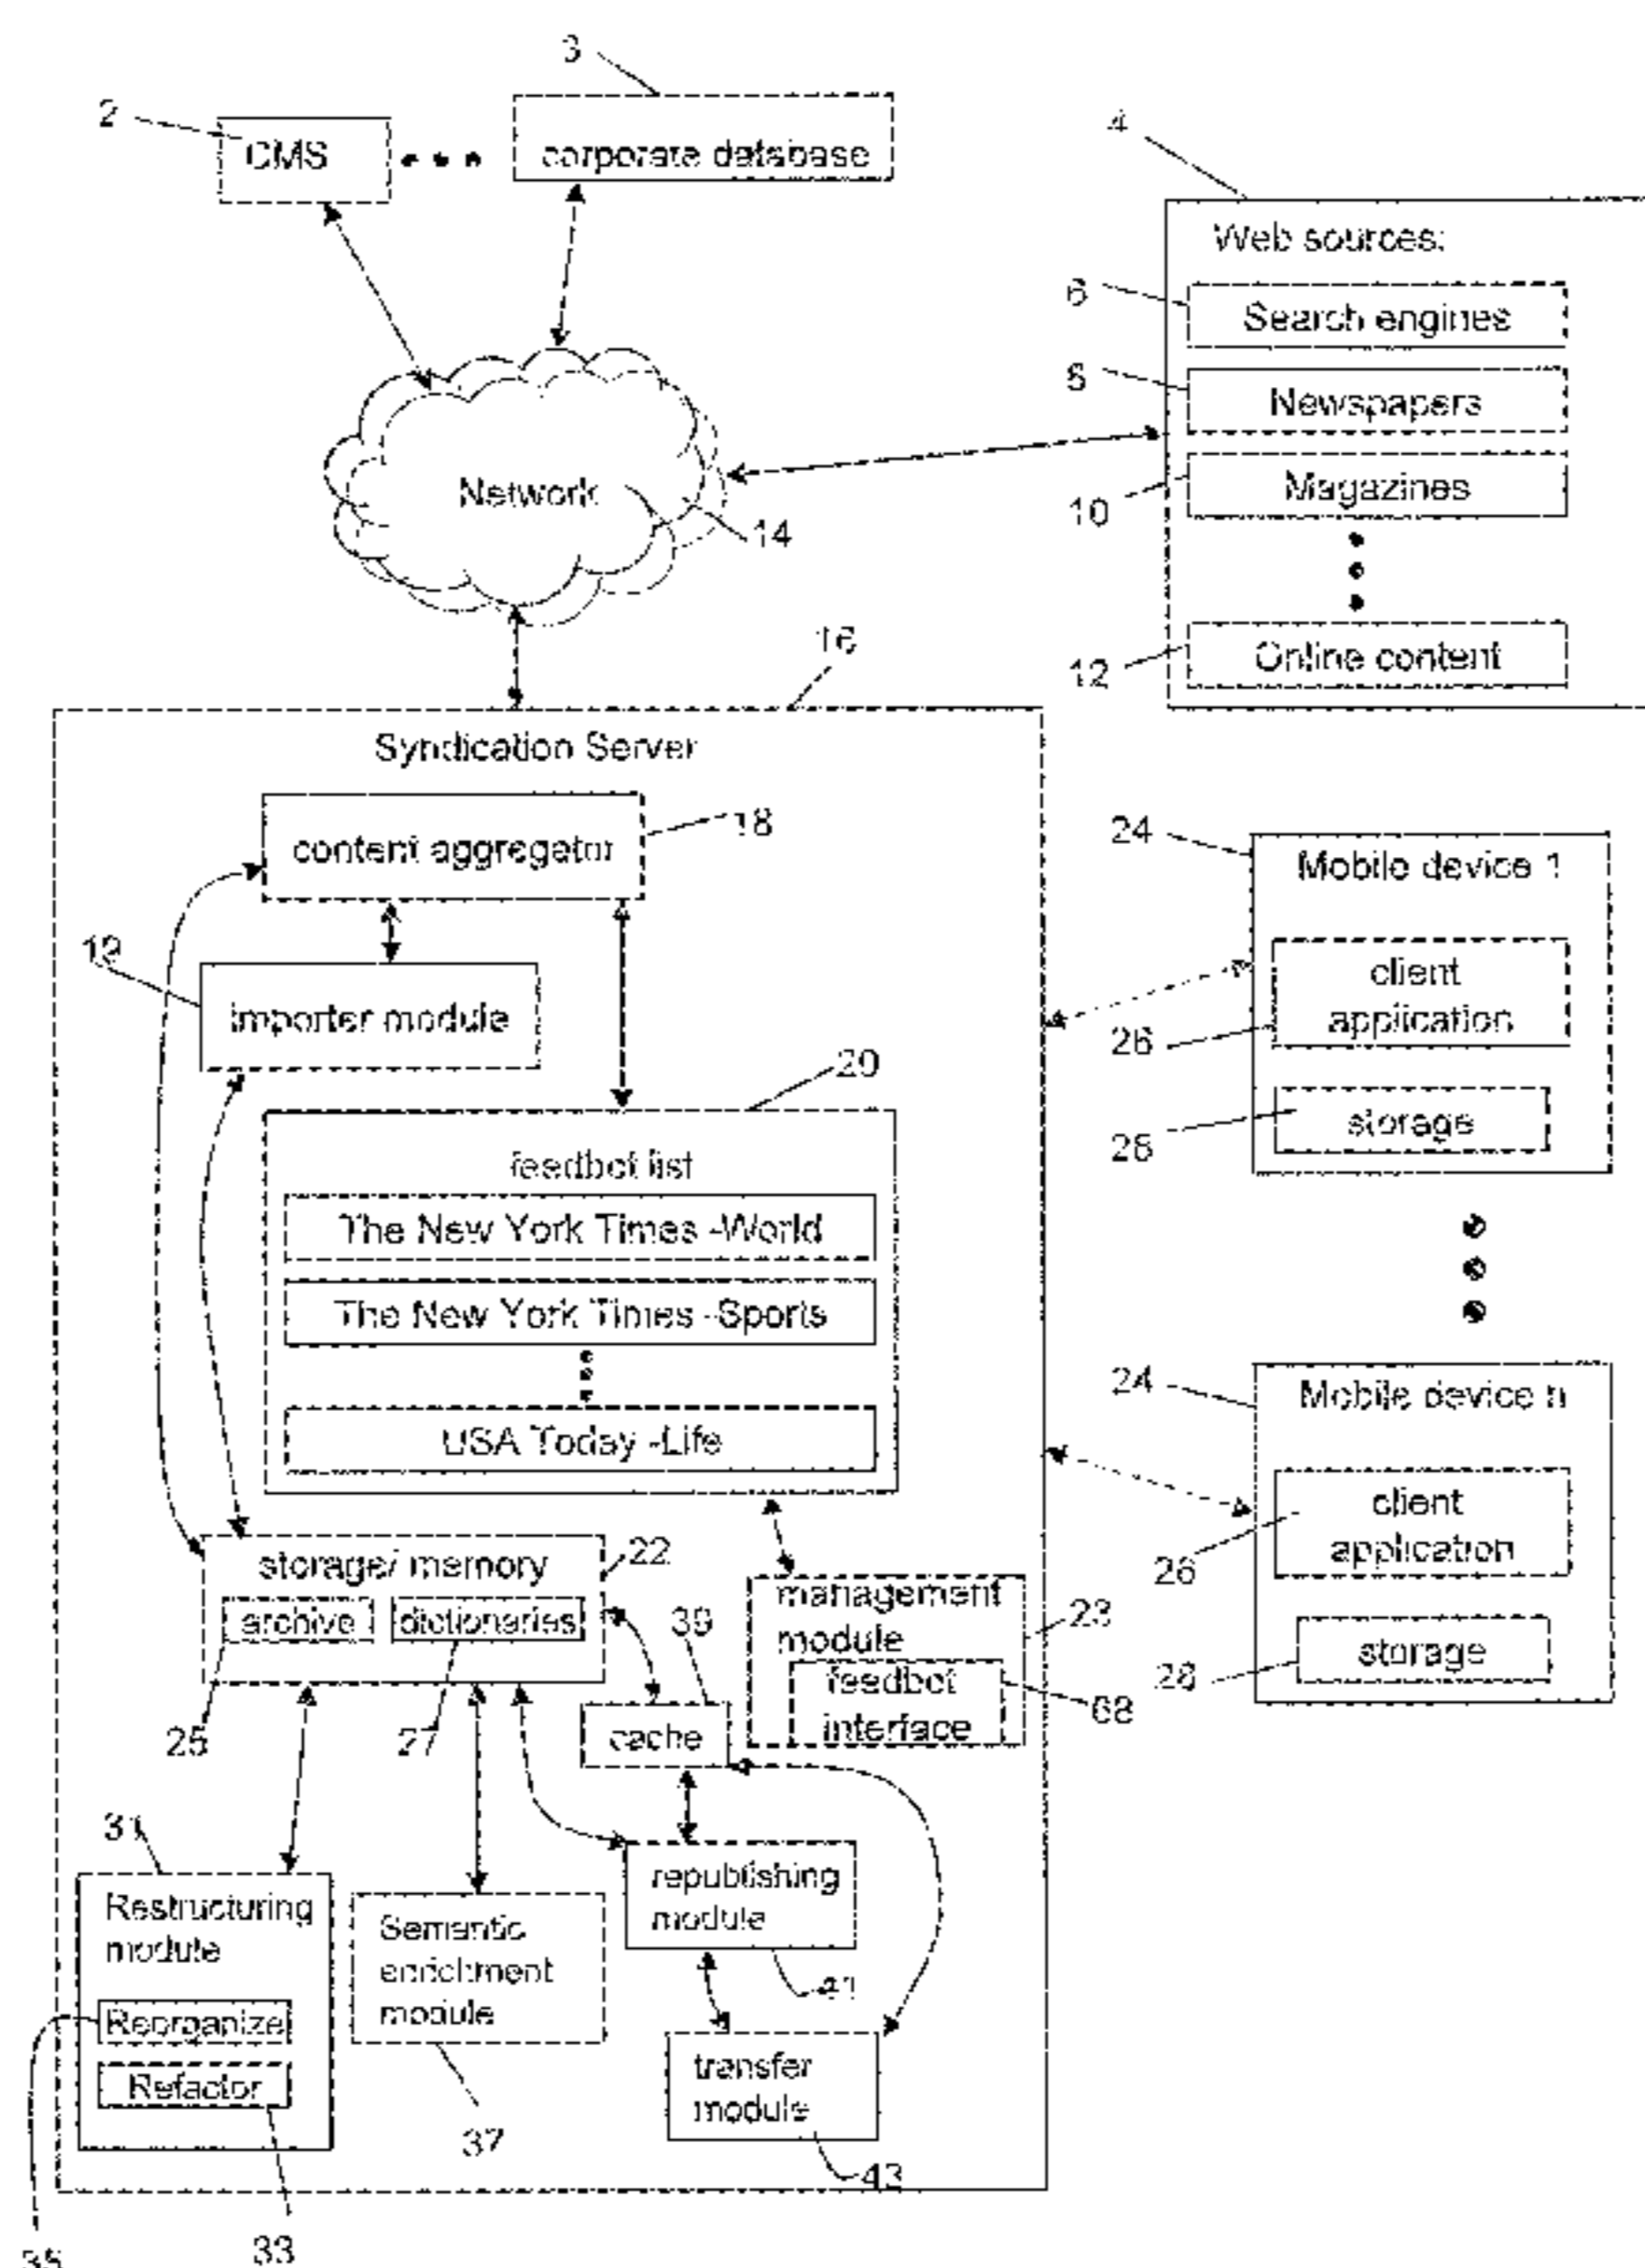 3
2
CMS
corporate database
4
Web sources:
6
Search engines
8
Newspapers
Magazines
10
Network
14
Online content
12
16
Syndication Server
18
content aggregator
24
Mobile device 1
19
importer module
client
application
26
20
storage
28
feedbot list
The New York Times -World
The New York Times -Sports
USA Today -Life
24
Mobile device n
client
application
26
storage
28
storage/ memory
22
archive
dictionaries
39
management
module
23
feedbot
interface
68
25
27
cache
31
Restructuring
module
republishing
module
Semantic
enrichment
module
41
Reorganize
Refactor
transfer
module
37
43
35
33